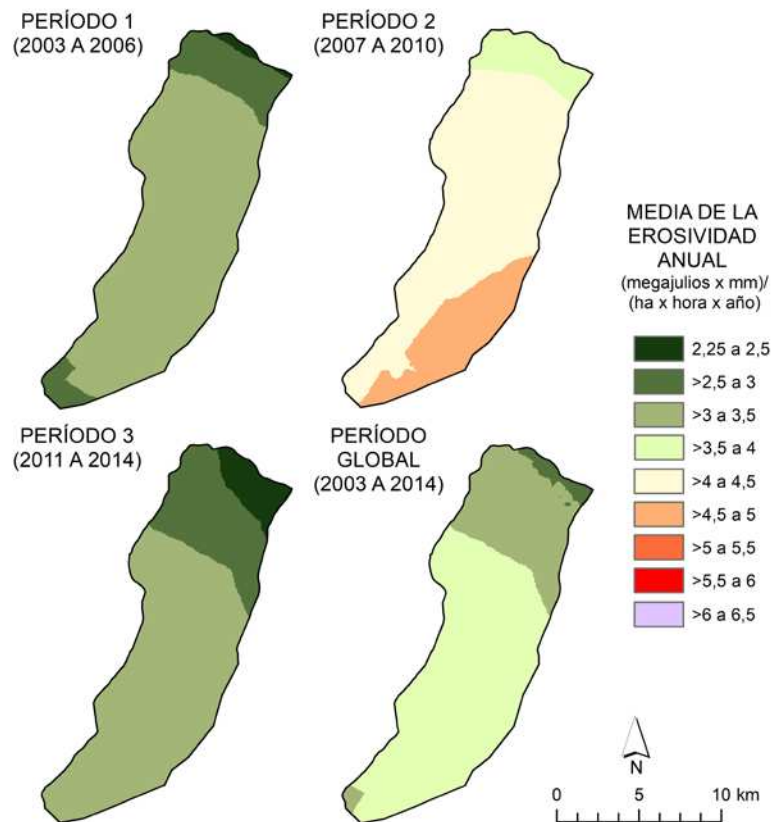 PERÍODO 1
(2003 A 2006)
PERÍODO 2
(2007 A 2010)
MEDIA DE LA
EROSIVIDAD
ANUAL
(megajulios x mm)/
(ha x hora x año)
2,25 a 2,5
>2,5 a 3
>3 a 3,5
>3,5 a 4
>4 a 4,5
>4,5 a 5
>5 a 5,5
>5,5 a 6
>6 a 6,5
PERÍODO 3
(2011 A 2014)
PERÍODO
GLOBAL
(2003 A 2014)
N
0 5 10 km